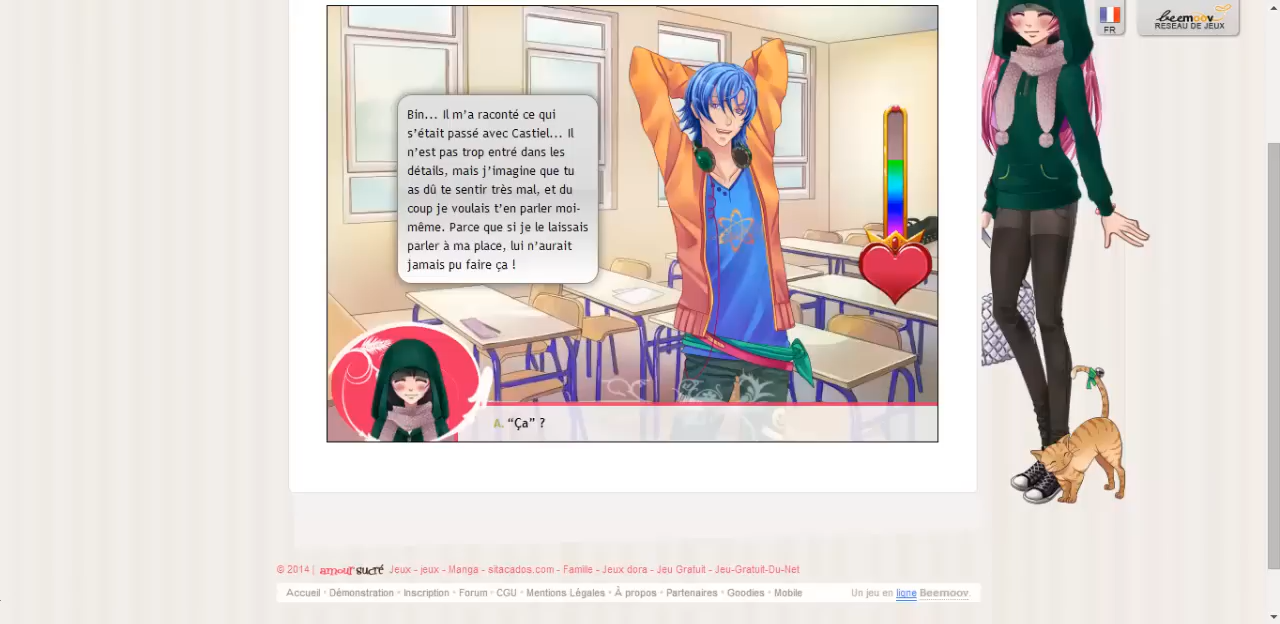 FR
beemoov
RESEAU DE JEUX
Bin... Il m’a raconté ce qui
s’était passé avec Castiel... Il
n’est pas trop entré dans les
détails, mais j’imagine que tu
as dû te sentir très mal, et du
coup je voulais t’en parler moi-
même. Parce que si je le laissais
parler à ma place, lui n’aurait
jamais pu faire ça !
A. “Ça” ?
© 2014 | amour sucré Jeux - jeux - Manga - sitacados.com - Famille - Jeux dora - Jeu Gratuit - Jeu-Gratuit-Du-Net
Accueil • Démonstration • Inscription • Forum • CGU • Mentions Légales • À propos • Partenaires • Goodies • Mobile Un jeu en ligne Beemoov.